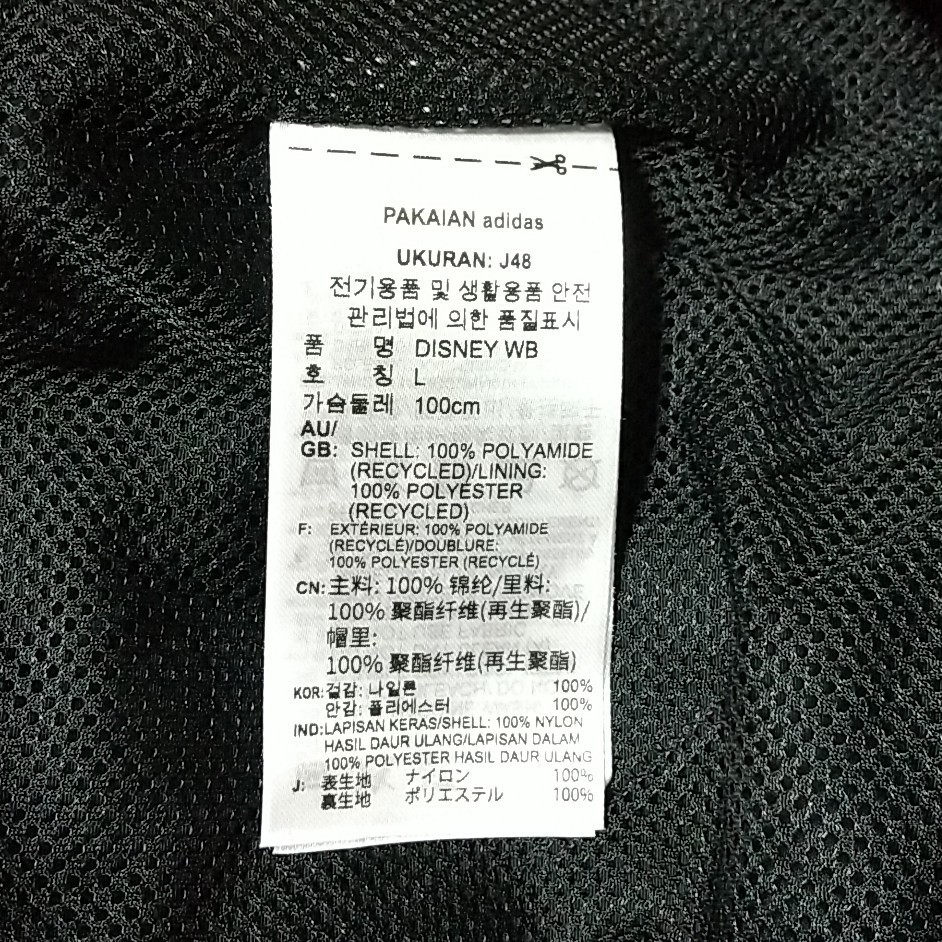 PAKAIAN adidas
UKURAN: J48
전기용품 및 생활용품 안전
관리법에 의한 품질표시
품 명 DISNEY WB
호 칭 L
가슴둘레 100cm
AU/
GB: SHELL: 100% POLYAMIDE
(RECYCLED)/LINING:
100% POLYESTER
(RECYCLED)
F: EXTÉRIEUR: 100% POLYAMIDE
(RECYCLÉ)/DOUBLURE:
100% POLYESTER (RECYCLÉ)
CN: 主料: 100% 锦纶/里料:
100% 聚酯纤维(再生聚酯)/
帽里:
100% 聚酯纤维(再生聚酯)
KOR: 겉감: 나일론 100%
안감: 폴리에스터 100%
IND: LAPISAN KERAS/SHELL: 100% NYLON
HASIL DAUR ULANG/LAPISAN DALAM
100% POLYESTER HASIL DAUR ULANG
J: 表生地 ナイロン 100%
裏生地 ポリエステル 100%